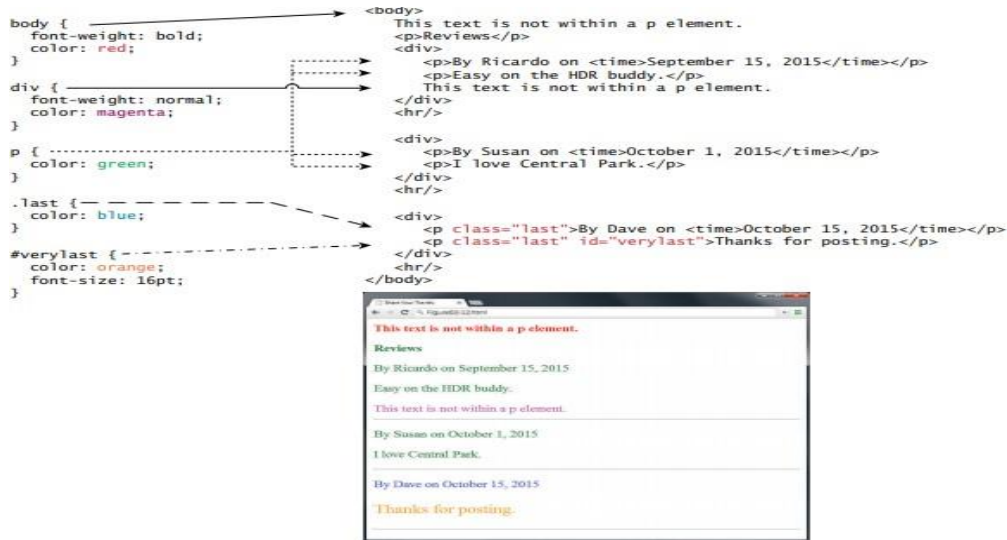 body {
font-weight: bold;
color: red;
}
div {
font-weight: normal;
color: magenta;
}
p {
color: green;
}
.last {
color: blue;
}
#verylast {
color: orange;
font-size: 16pt;
}
<body>
This text is not within a p element.
<p>Reviews</p>
<div>
<p>By Ricardo on <time>September 15, 2015</time></p>
<p>Easy on the HDR buddy.</p>
This text is not within a p element.
</div>
<hr/>
<div>
<p>By Susan on <time>October 1, 2015</time></p>
<p>I love Central Park.</p>
</div>
<hr/>
<div>
<p class="last">By Dave on <time>October 15, 2015</time></p>
<p class="last" id="verylast">Thanks for posting.</p>
</div>
<hr/>
</body>
This text is not within a p element.
Reviews
By Ricardo on September 15, 2015
Easy on the HDR buddy.
This text is not within a p element.
By Susan on October 1, 2015
I love Central Park.
By Dave on October 15, 2015
Thanks for posting.